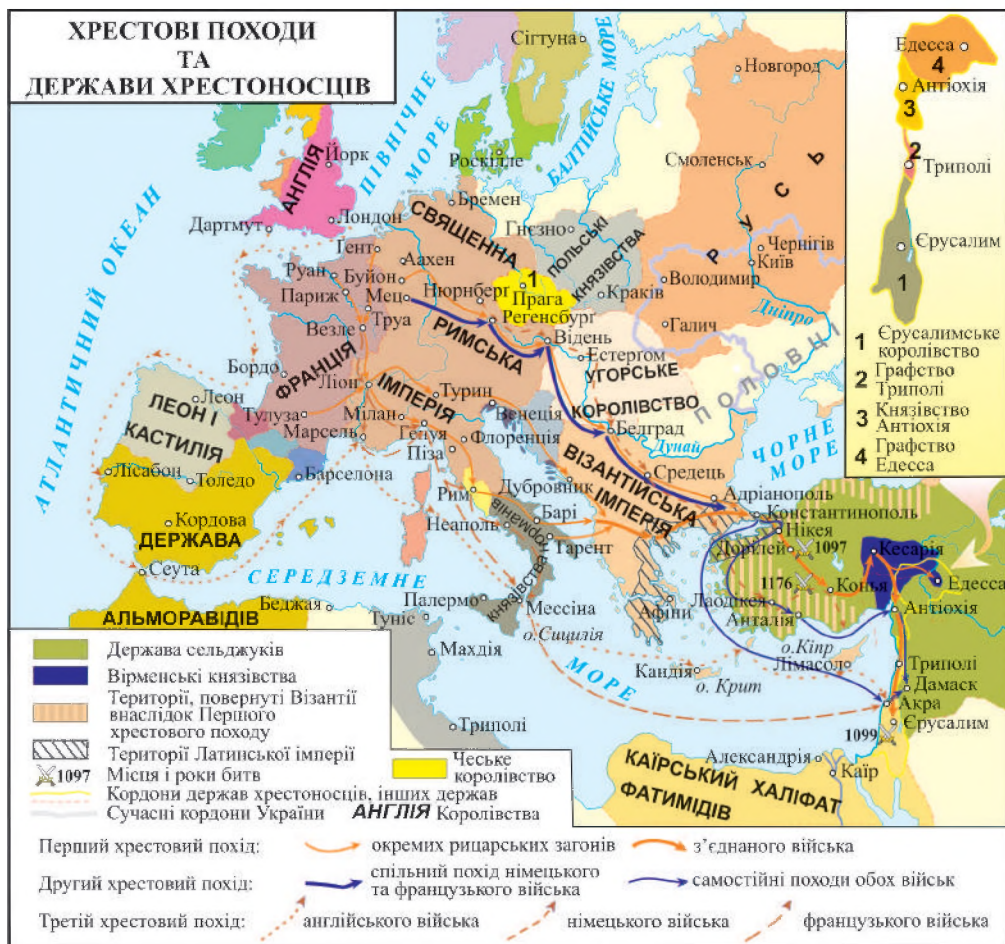 ХРЕСТОВІ ПОХОДИ
ТА
ДЕРЖАВИ ХРЕСТОНОСЦІВ
АТЛАНТИЧНИЙ ОКЕАН
ПІВНІЧНЕ
МОРЕ
БАЛТІЙСЬКЕ МОРЕ
Сігтуна
Новгород
Роскілле
Смоленськ
РУСЬ
АНГЛІЯ
Йорк
Дартмут
Лондон
Бремен
СВЯЩЕННА
РИМСЬКА
ІМПЕРІЯ
Гнєзно
ПОЛЬСЬКІ
КНЯЗІВСТВА
Чернігів
Київ
Володимир
Гент
Аахен
Руан
Буйон
Париж
Мец
Нюрнберг
1
Прага
Регенсбург
Краків
Галич
Дніпро
Везле
Труа
Відень
Естергом
УГОРСЬКЕ
КОРОЛІВСТВО
ПОЛОВЦІ
ФРАНЦІЯ
Бордо
Ліон
Турин
Леон
ЛЕОН І
КАСТИЛІЯ
Тулуза
Мілан
Венеція
Марсель
Генуя
Флоренція
Піза
Белград
Дунай
ЧОРНЕ
МОРЕ
Лісабон
Толедо
Барселона
Рим
Дубровник
ВІЗАНТІЙСЬКА
ІМПЕРІЯ
Средець
Адріанополь
Константинополь
Нікея
Кордова
ДЕРЖАВА
АЛЬМОРАВІДІВ
Сеута
Неаполь
Барі
Тарент
КНЯЗІВСТВА
норманів
Дорілей
1097
Кесарія
СЕРЕДЗЕМНЕ
МОРЕ
1176
Конья
Едесса
Беджая
Туніс
Палермо
Мессіна
о.Сицилія
Афіни
Лаодікея
Анталія
Антіохія
о.Кіпр
Лімасол
Махдія
Кандія
о. Крит
Триполі
Дамаск
Акра
Єрусалим
1099
Триполі
Александрія
Каїр
КАЇРСЬКИЙ ХАЛІФАТ
ФАТИМІДІВ
Едесса
4
Антіохія
3
2
Триполі
Єрусалим
1
1 Єрусалимське
королівство
2 Графство
Триполі
3 Князівство
Антіохія
4 Графство
Едесса
Держава сельджуків
Вірменські князівства
Території, повернуті Візантії
внаслідок Першого
хрестового походу
Території Латинської імперії
1097 Місця і роки битв
Чеське
королівство
Кордони держав хрестоносців, інших держав
Сучасні кордони України
АНГЛІЯ Королівства
Перший хрестовий похід: окремих рицарських загонів з’єднаного війська
Другий хрестовий похід: спільний похід німецького
та французького війська самостійні походи обох військ
Третій хрестовий похід: англійського війська німецького війська французького війська